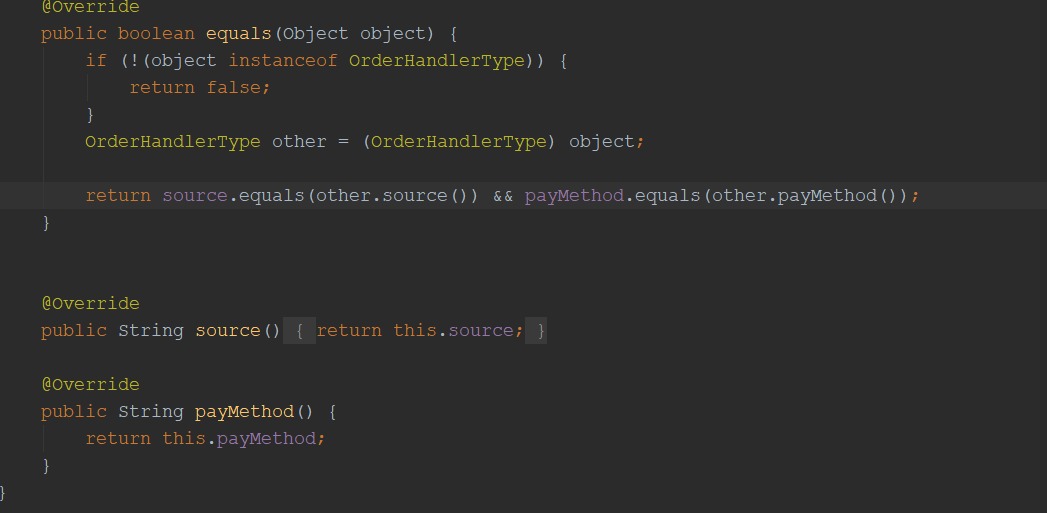 @Override
public boolean equals(Object object) {
if (!(object instanceof OrderHandlerType)) {
return false;
}
OrderHandlerType other = (OrderHandlerType) object;
return source.equals(other.source()) && payMethod.equals(other.payMethod());
}
@Override
public String source() { return this.source; }
@Override
public String payMethod() {
return this.payMethod;
}
}